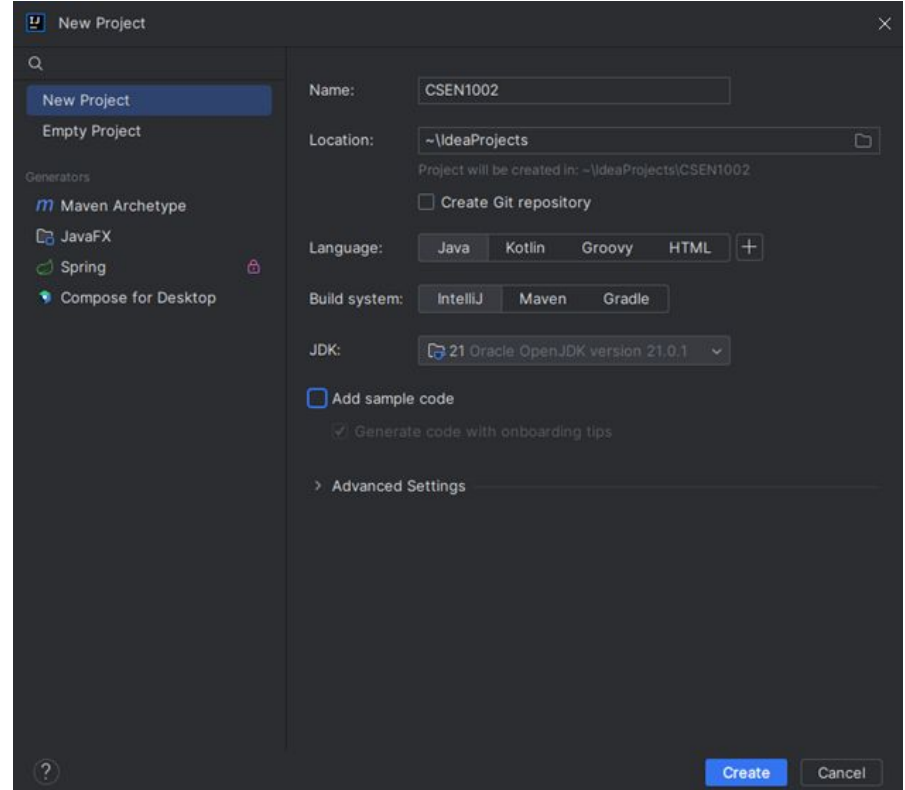 New Project
New Project
Empty Project
Generators
Maven Archetype
JavaFX
Spring
Compose for Desktop
Name: CSEN1002
Location: ~\IdeaProjects
Project will be created in: ~\IdeaProjects\CSEN1002
Create Git repository
Language: Java Kotlin Groovy HTML +
Build system: IntelliJ Maven Gradle
JDK: 21 Oracle OpenJDK version 21.0.1
Add sample code
Generate code with onboarding tips
Advanced Settings
? Create Cancel